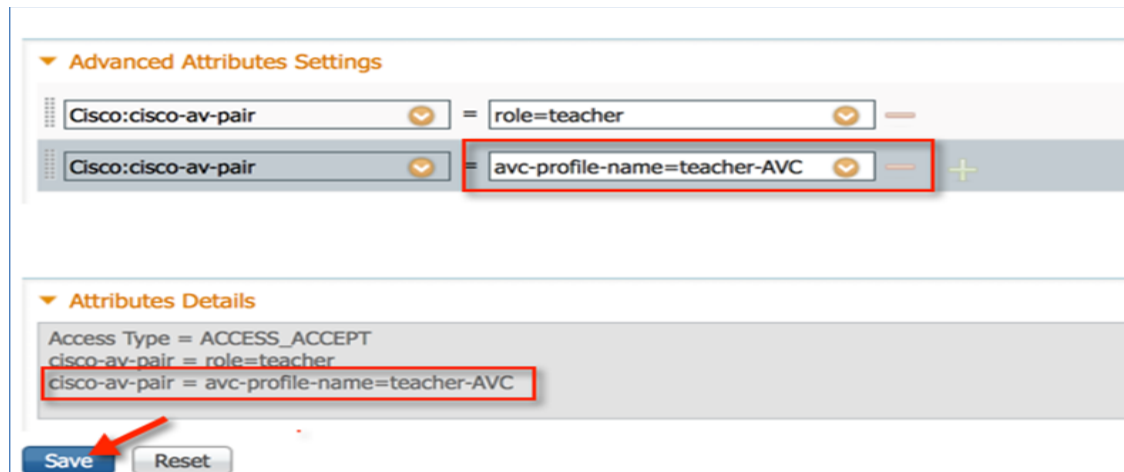 Advanced Attributes Settings
Cisco:cisco-av-pair = role=teacher
Cisco:cisco-av-pair = avc-profile-name=teacher-AVC
Attributes Details
Access Type = ACCESS_ACCEPT
cisco-av-pair = role=teacher
cisco-av-pair = avc-profile-name=teacher-AVC
Save Reset